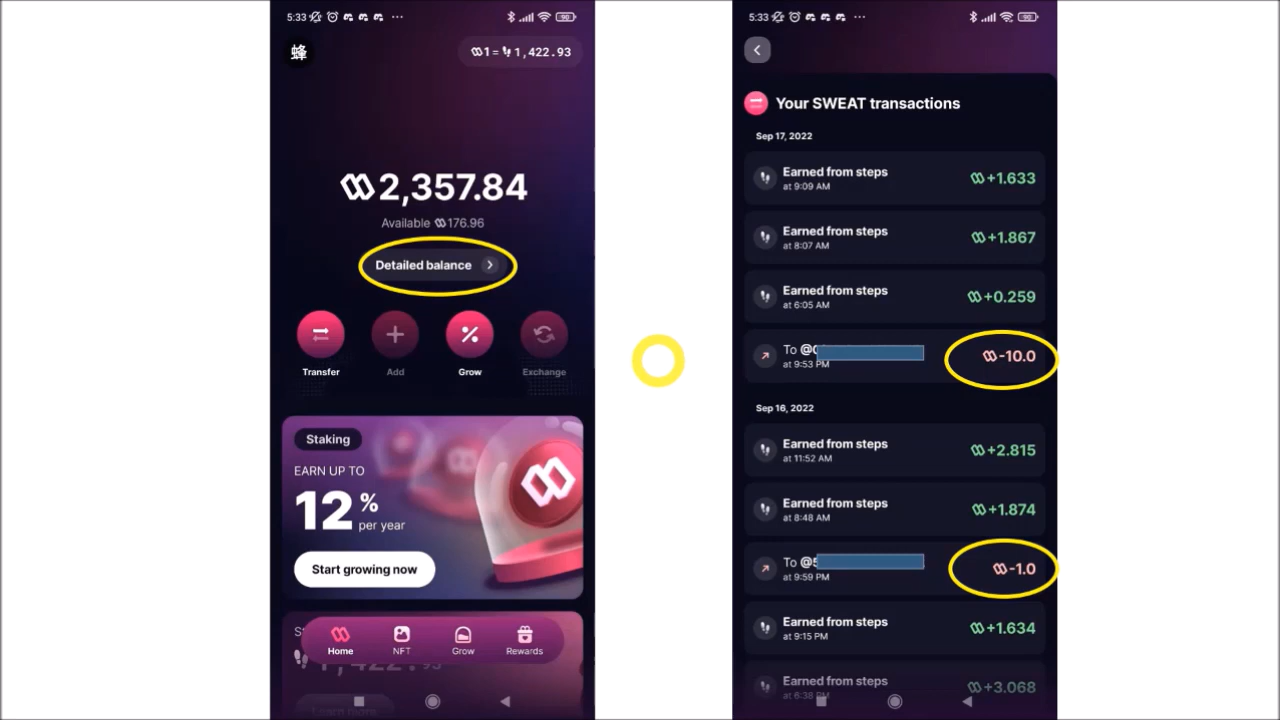 5:33
90
蜂
1 = 1,422.93
2,357.84
Available 176.96
Detailed balance
Transfer
Add
Grow
Exchange
Staking
EARN UP TO
12 %
per year
Start growing now
Home
NFT
Grow
Rewards
5:33
90
Your SWEAT transactions
Sep 17, 2022
Earned from steps
+1.633
at 9:09 AM
Earned from steps
+1.867
at 8:07 AM
Earned from steps
+0.259
at 6:05 AM
To
-10.0
at 9:53 PM
Sep 16, 2022
Earned from steps
+2.815
at 11:52 AM
Earned from steps
+1.874
at 8:48 AM
To
-1.0
at 9:59 PM
Earned from steps
+1.634
at 9:15 PM
Earned from steps
+3.068
at 6:38 PM